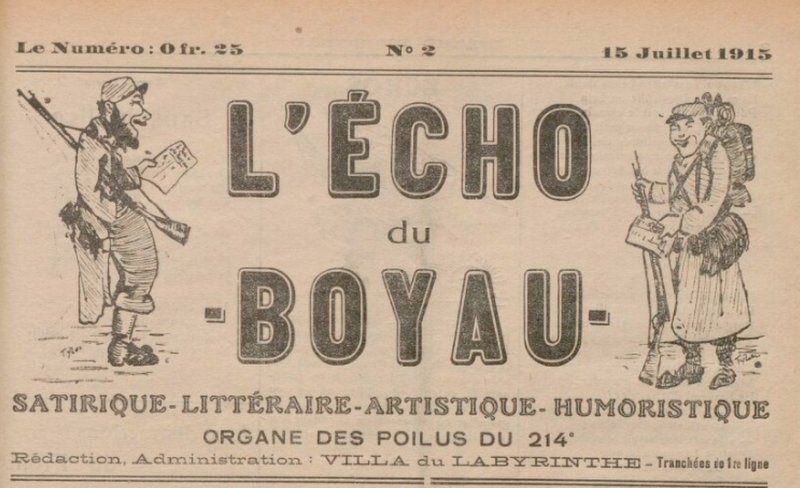 Le Numéro: 0 fr. 25 N° 2 15 Juillet 1915
L'ÉCHO
du
-BOYAU-
SATIRIQUE-LITTÉRAIRE-ARTISTIQUE-HUMORISTIQUE
ORGANE DES POILUS DU 214e
Rédaction, Administration : VILLA du LABYRINTHE - Tranchées de 1re ligne